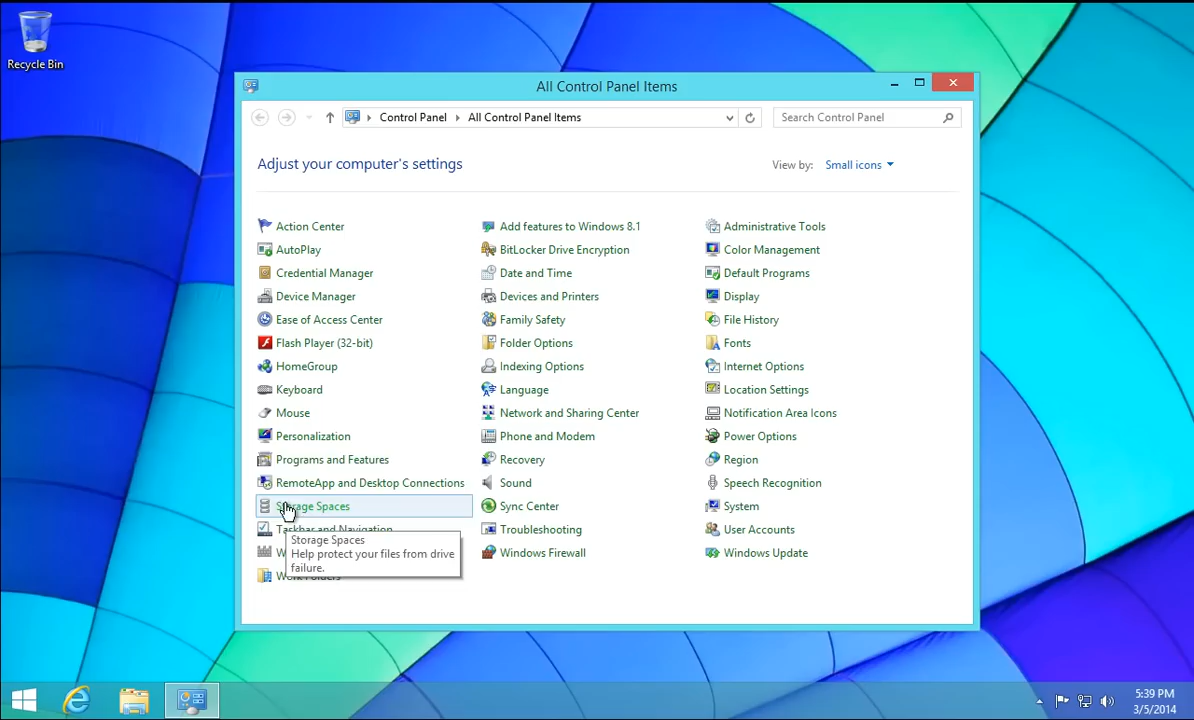 Recycle Bin
All Control Panel Items
Control Panel
All Control Panel Items
Search Control Panel
Adjust your computer's settings
View by:
Small icons
Action Center
Add features to Windows 8.1
Administrative Tools
AutoPlay
BitLocker Drive Encryption
Color Management
Credential Manager
Date and Time
Default Programs
Device Manager
Devices and Printers
Display
Ease of Access Center
Family Safety
File History
Flash Player (32-bit)
Folder Options
Fonts
HomeGroup
Indexing Options
Internet Options
Keyboard
Language
Location Settings
Mouse
Network and Sharing Center
Notification Area Icons
Personalization
Phone and Modem
Power Options
Programs and Features
Recovery
Region
RemoteApp and Desktop Connections
Sound
Speech Recognition
Storage Spaces
Sync Center
System
Taskbar and Navigation
Troubleshooting
User Accounts
Storage Spaces
Help protect your files from drive
failure.
Windows Firewall
Windows Update
Work Folders
5:39 PM
3/5/2014